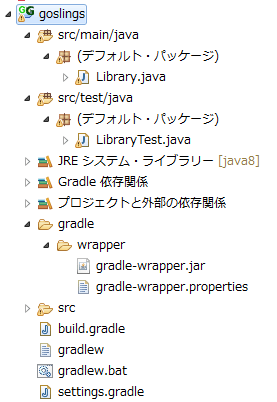 goslings
src/main/java
(デフォルト・パッケージ)
Library.java
src/test/java
(デフォルト・パッケージ)
LibraryTest.java
JRE システム・ライブラリー [java8]
Gradle 依存関係
プロジェクトと外部の依存関係
gradle
wrapper
gradle-wrapper.jar
gradle-wrapper.properties
src
build.gradle
gradlew
gradlew.bat
settings.gradle